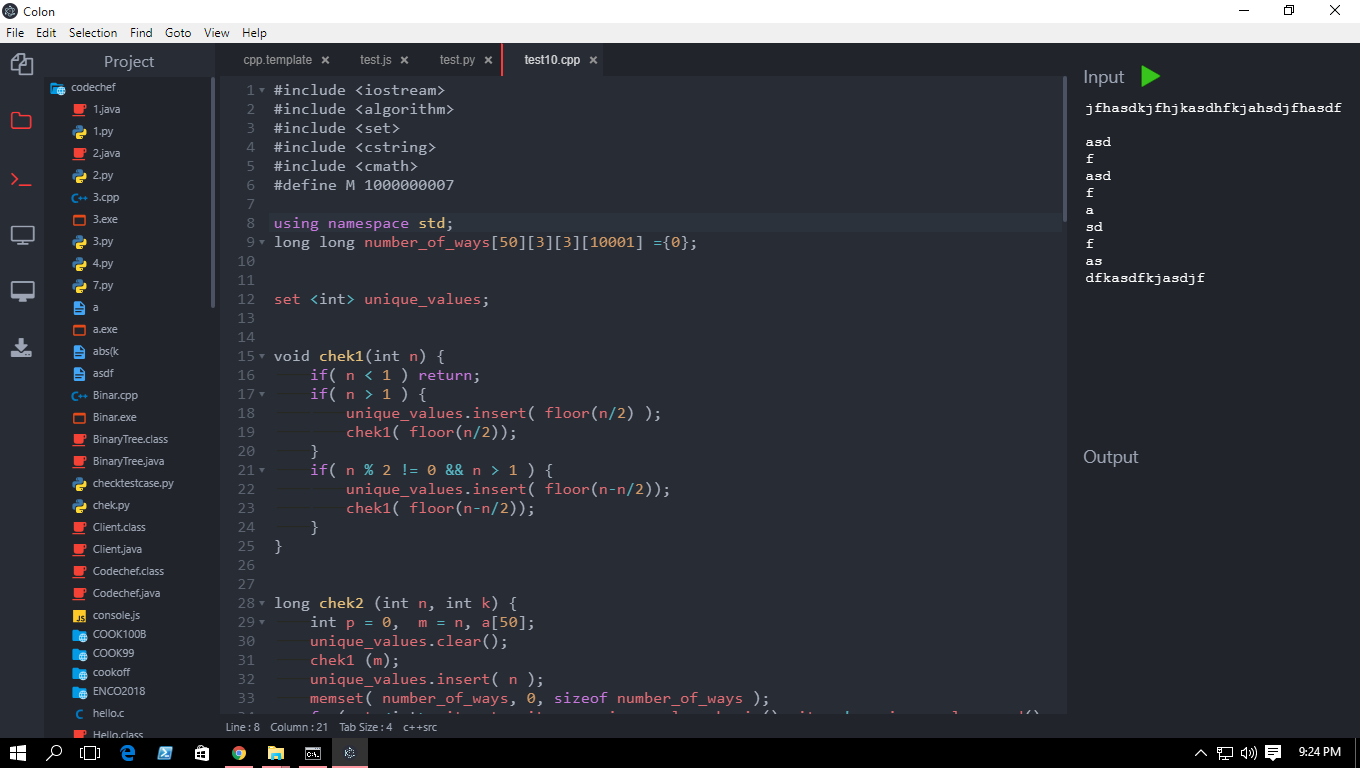 Colon
File Edit Selection Find Goto View Help
Project
codechef
1.java
1.py
2.java
2.py
3.cpp
3.exe
3.py
4.py
7.py
a
a.exe
abs(k
asdf
Binar.cpp
Binar.exe
BinaryTree.class
BinaryTree.java
checktestcase.py
chek.py
Client.class
Client.java
Codechef.class
Codechef.java
console.js
COOK100B
COOK99
cookoff
ENCO2018
hello.c
Hello.class
cpp.template × test.js × test.py × test10.cpp ×
1 #include <iostream>
2 #include <algorithm>
3 #include <set>
4 #include <cstring>
5 #include <cmath>
6 #define M 1000000007
7
8 using namespace std;
9 long long number_of_ways[50][3][3][10001] ={0};
10
11
12 set <int> unique_values;
13
14
15 void chek1(int n) {
16 if( n < 1 ) return;
17 if( n > 1 ) {
18 unique_values.insert( floor(n/2) );
19 chek1( floor(n/2));
20 }
21 if( n % 2 != 0 && n > 1 ) {
22 unique_values.insert( floor(n-n/2));
23 chek1( floor(n-n/2));
24 }
25 }
26
27
28 long chek2 (int n, int k) {
29 int p = 0, m = n, a[50];
30 unique_values.clear();
31 chek1 (m);
32 unique_values.insert( n );
33 memset( number_of_ways, 0, sizeof number_of_ways );
Line : 8 Column : 21 Tab Size : 4 c++src
Input
jfhasdkjfhjkasdhfkjahsdjfhasdf
asd
f
asd
f
a
sd
f
as
dfkasdfkjasdjf
Output
9:24 PM